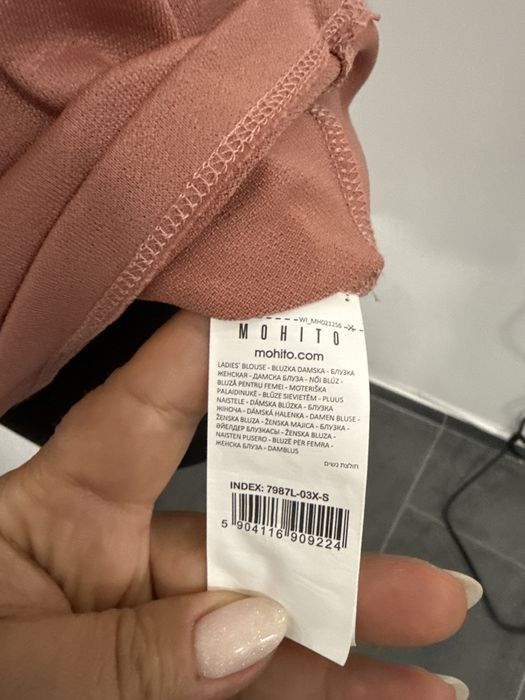 WI_MH021256
MOHITO
mohito.com
LADIES' BLOUSE - BLUZKA DAMSKA - БЛУЗКА
ЖЕНСКАЯ - ДАМСКА БЛУЗА - NŐI BLÚZ -
BLUZĂ PENTRU FEMEI - MOTERIŠKA
PALAIDINUKĖ - BLŪZE SIEVIETĒM - PLUUS
NAISTELE - DÁMSKA BLÚZKA - БЛУЗКА
ЖІНОЧА - DÁMSKÁ HALENKA - DAMEN BLUSE -
ŽENSKA BLUZA - ŽENSKA MAJICA - БЛУЗКА -
ӘЙЕЛДЕР БЛУЗКАСЫ - ŽENSKA BLUZA -
NAISTEN PUSERO - BLUZË PËR FEMRA -
ЖЕНСКА БЛУЗА - DAMBLUS
חולצת נשים
INDEX: 7987L-03X-S
5 904116 909224